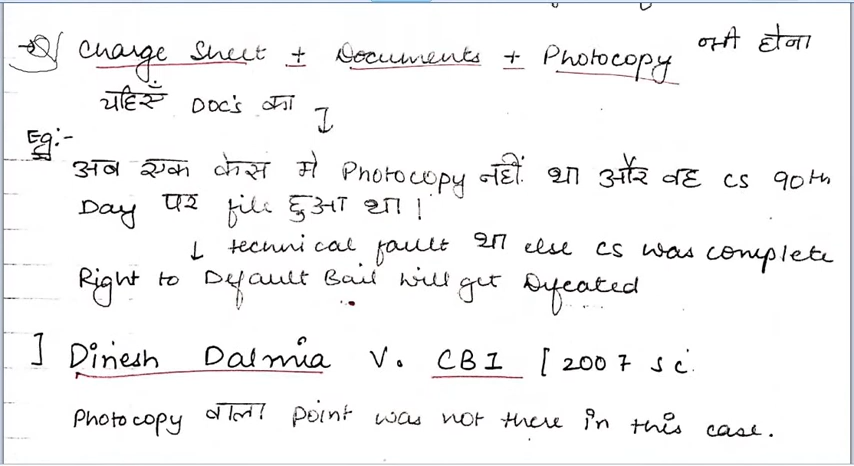 Charge Sheet + Documents + Photocopy नभी होना
चाहिएँ Doc's का ↓
Eg:-
अब एक केस मे Photocopy नहीं था और वह CS 90th
Day पर file हुआ था।
↓ technical fault था else CS was complete
Right to Default Bail will get Defeated
] Dinesh Dalmia V. CBI [2007 SC
Photocopy वाला point was not there in this case.